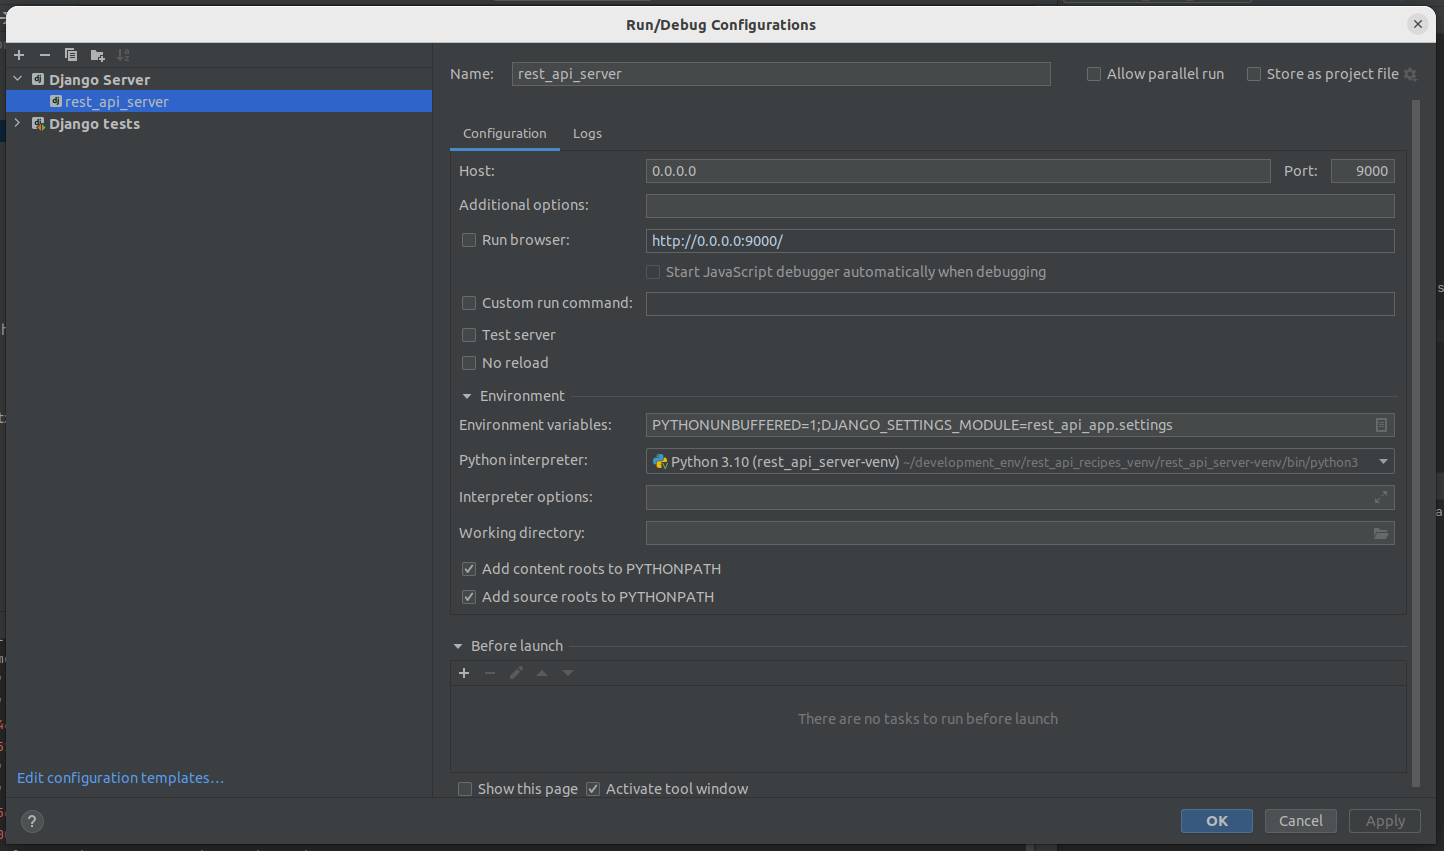 Run/Debug Configurations
Django Server
rest_api_server
Django tests
Name: rest_api_server Allow parallel run Store as project file
Configuration Logs
Host: 0.0.0.0 Port: 9000
Additional options:
Run browser: http://0.0.0.0:9000/
Start JavaScript debugger automatically when debugging
Custom run command:
Test server
No reload
Environment
Environment variables: PYTHONUNBUFFERED=1;DJANGO_SETTINGS_MODULE=rest_api_app.settings
Python interpreter: Python 3.10 (rest_api_server-venv) ~/development_env/rest_api_recipes_venv/rest_api_server-venv/bin/python3
Interpreter options:
Working directory:
Add content roots to PYTHONPATH
Add source roots to PYTHONPATH
Before launch
There are no tasks to run before launch
Edit configuration templates...
Show this page Activate tool window
? OK Cancel Apply